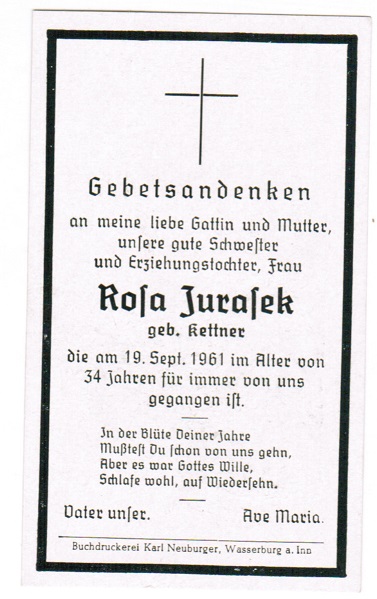 Gebetsandenken
an meine liebe Gattin und Mutter,
unſere gute Schweſter
und Erziehungstochter, Frau
Roſa Juraſek
geb. Kettner
die am 19. Sept. 1961 im Alter von
34 Jahren für immer von uns
gegangen iſt.
In der Blüte Deiner Jahre
Mußteſt Du ſchon von uns gehn,
Aber es war Gottes Wille,
Schlafe wohl, auf Wiederſehn.
Vater unſer. Ave Maria.
Buchdruckerei Karl Neuburger, Wasserburg a. Inn